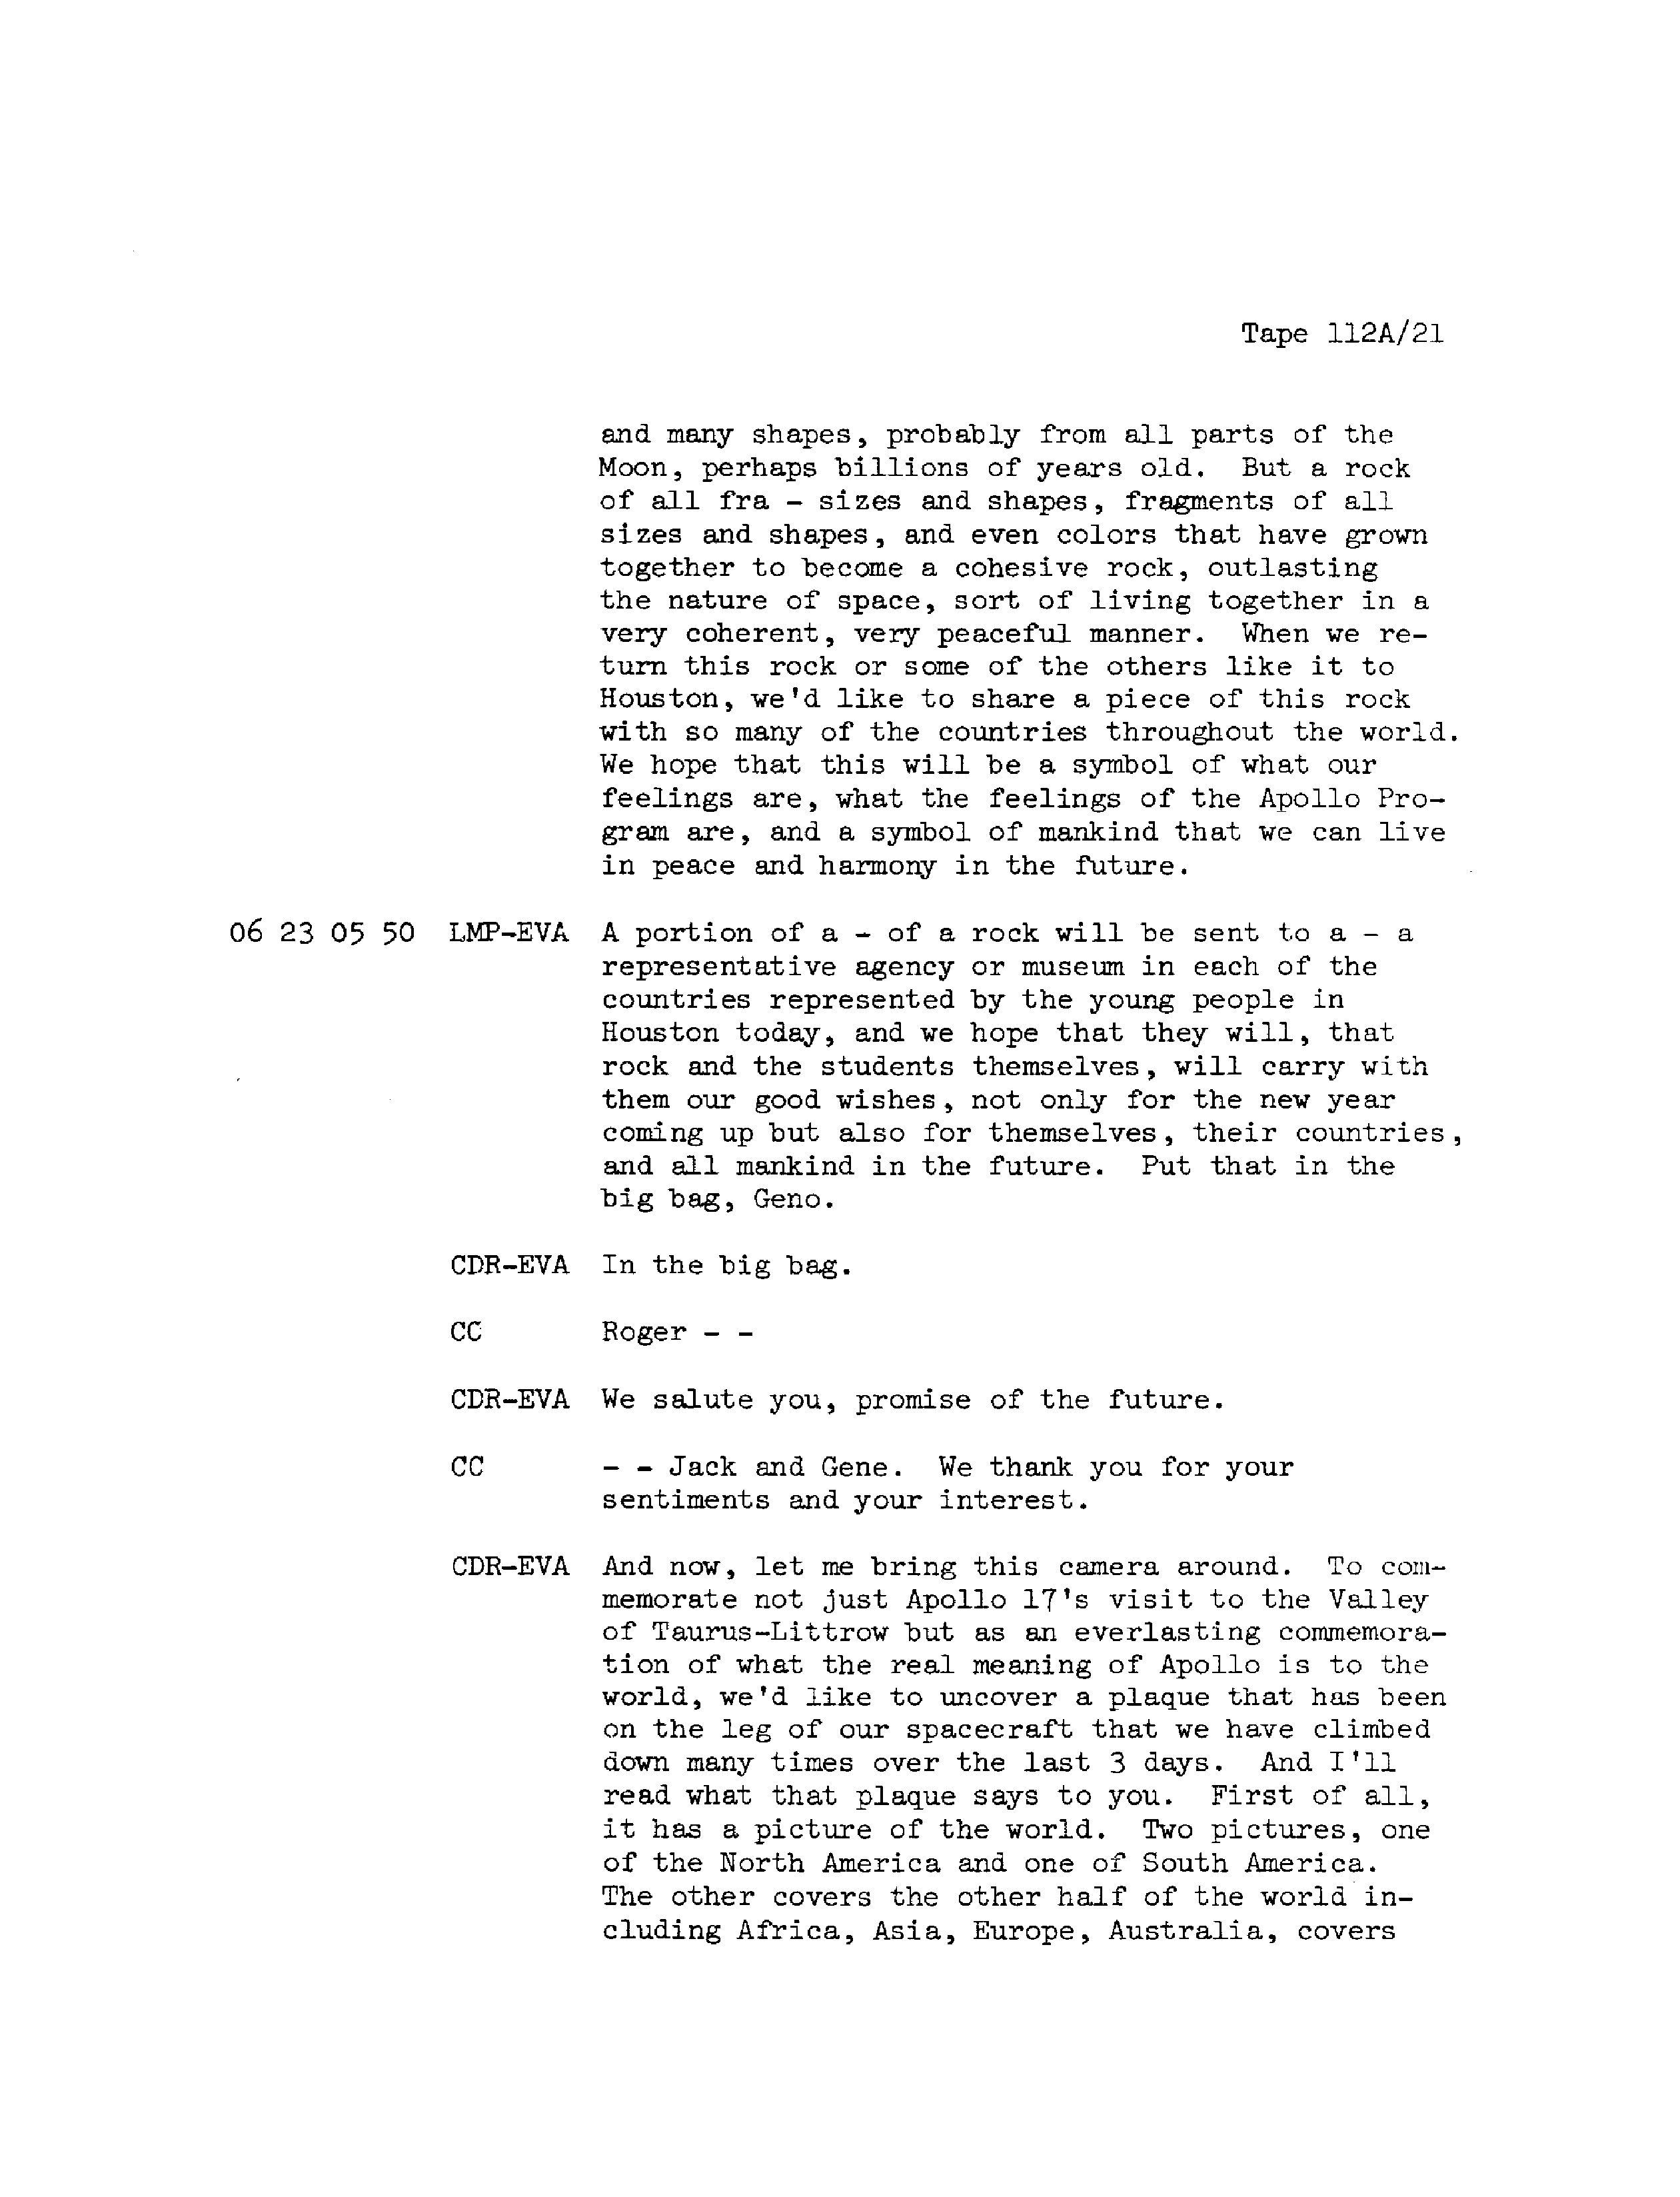 Tape 112A/21
and many shapes, probably from all parts of the
Moon, perhaps billions of years old. But a rock
of all fra - sizes and shapes, fragments of all
sizes and shapes, and even colors that have grown
together to become a cohesive rock, outlasting
the nature of space, sort of living together in a
very coherent, very peaceful manner. When we re-
turn this rock or some of the others like it to
Houston, we'd like to share a piece of this rock
with so many of the countries throughout the world.
We hope that this will be a symbol of what our
feelings are, what the feelings of the Apollo Pro-
gram are, and a symbol of mankind that we can live
in peace and harmony in the future.
06 23 05 50 LMP-EVA A portion of a - of a rock will be sent to a - a
representative agency or museum in each of the
countries represented by the young people in
Houston today, and we hope that they will, that
rock and the students themselves, will carry with
them our good wishes, not only for the new year
coming up but also for themselves, their countries,
and all mankind in the future. Put that in the
big bag, Geno.
CDR-EVA In the big bag.
CC Roger - -
CDR-EVA We salute you, promise of the future.
CC - - Jack and Gene. We thank you for your
sentiments and your interest.
CDR-EVA And now, let me bring this camera around. To com-
memorate not just Apollo 17's visit to the Valley
of Taurus-Littrow but as an everlasting commemora-
tion of what the real meaning of Apollo is to the
world, we'd like to uncover a plaque that has been
on the leg of our spacecraft that we have climbed
down many times over the last 3 days. And I'll
read what that plaque says to you. First of all,
it has a picture of the world. Two pictures, one
of the North America and one of South America.
The other covers the other half of the world in-
cluding Africa, Asia, Europe, Australia, covers